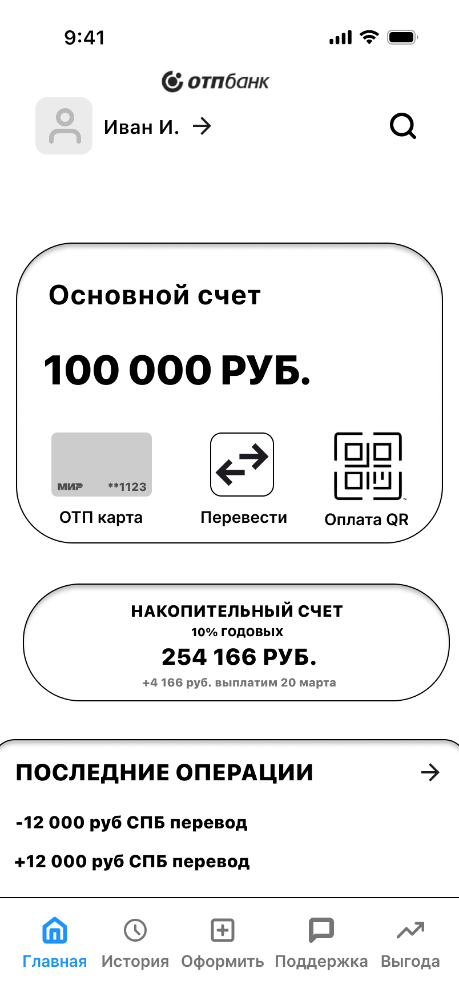 9:41
отпбанк
Иван И.
Основной счет
100 000 РУБ.
МИР **1123
ОТП карта
Перевести
Оплата QR
НАКОПИТЕЛЬНЫЙ СЧЕТ
10% ГОДОВЫХ
254 166 РУБ.
+4 166 руб. выплатим 20 марта
ПОСЛЕДНИЕ ОПЕРАЦИИ
-12 000 руб СПБ перевод
+12 000 руб СПБ перевод
Главная История Оформить Поддержка Выгода